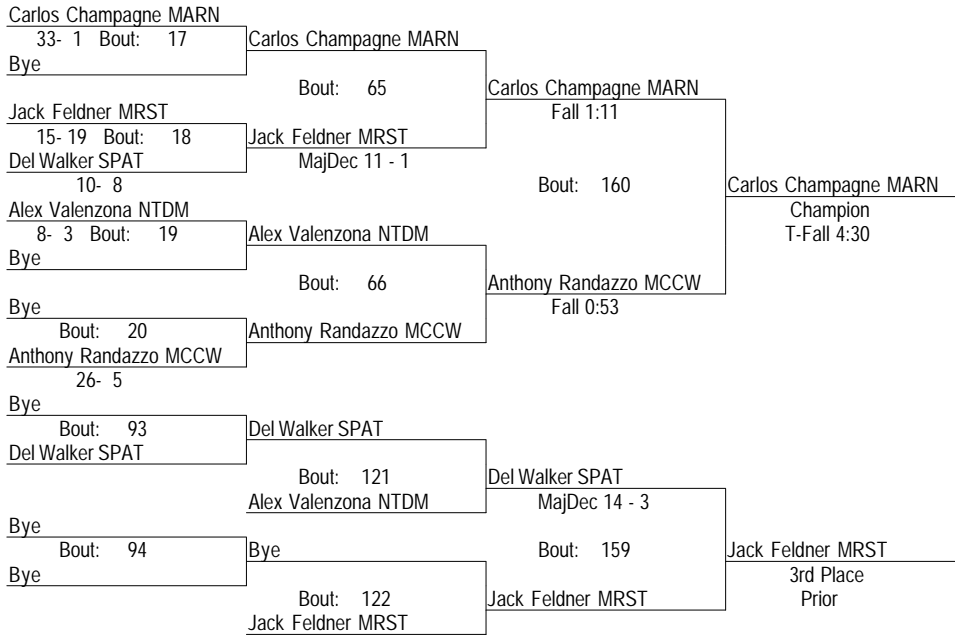 Carlos Champagne MARN
33- 1 Bout: 17 Carlos Champagne MARN
Bye
Bout: 65 Carlos Champagne MARN
Jack Feldner MRST Fall 1:11
15- 19 Bout: 18 Jack Feldner MRST
Del Walker SPAT MajDec 11 - 1
10- 8 Bout: 160 Carlos Champagne MARN
Alex Valenzona NTDM Champion
8- 3 Bout: 19 Alex Valenzona NTDM T-Fall 4:30
Bye
Bout: 66 Anthony Randazzo MCCW
Bye Fall 0:53
Bout: 20 Anthony Randazzo MCCW
Anthony Randazzo MCCW
26- 5
Bye
Bout: 93 Del Walker SPAT
Del Walker SPAT
Bout: 121 Del Walker SPAT
Alex Valenzona NTDM MajDec 14 - 3
Bye
Bout: 94 Bye Bout: 159 Jack Feldner MRST
Bye 3rd Place
Bout: 122 Jack Feldner MRST Prior
Jack Feldner MRST